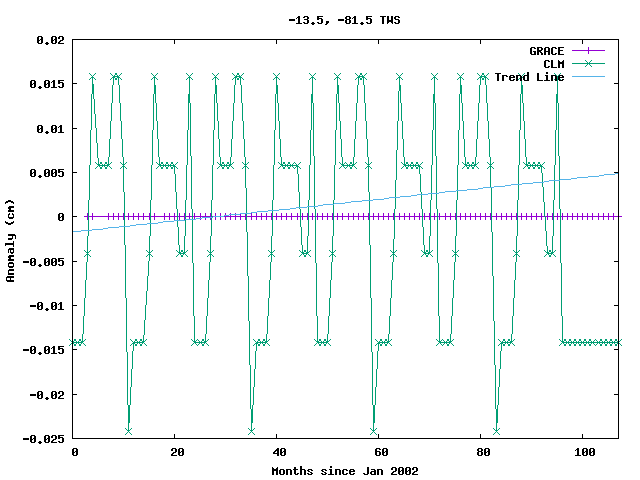 -13.5, -81.5 TWS
GRACE
CLM
Trend Line
0.02
0.015
0.01
0.005
0
-0.005
-0.01
-0.015
-0.02
-0.025
Anomaly (cm)
0 20 40 60 80 100
Months since Jan 2002